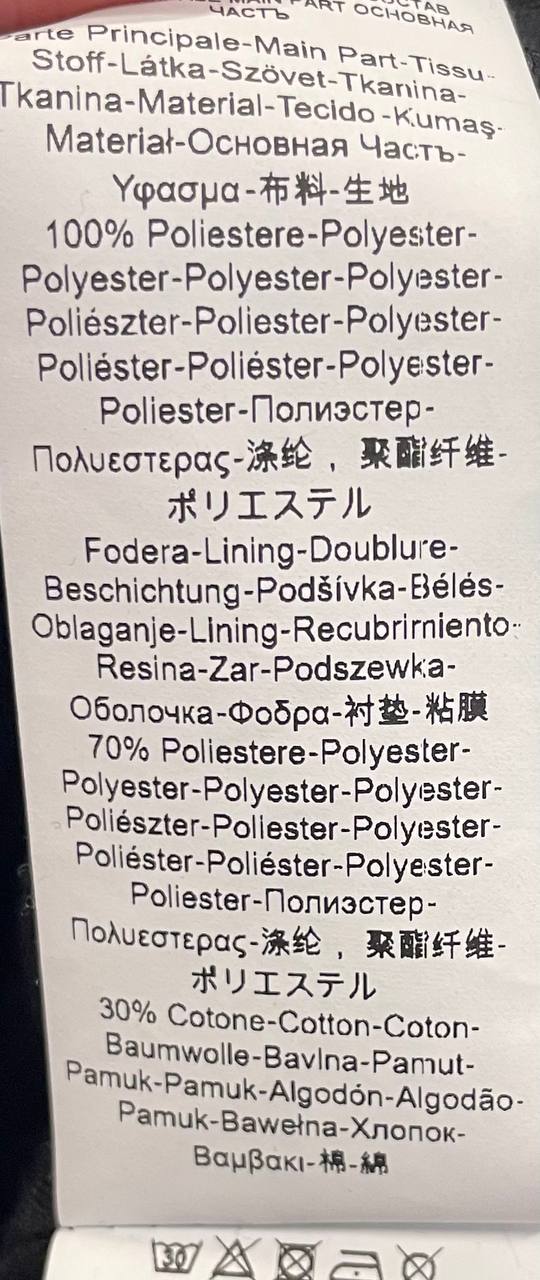 PART ОСНОВНАЯ
ЧАСТЬ
Parte Principale-Main Part-Tissu-
Stoff-Látka-Szövet-Tkanina-
Tkanina-Material-Tecido-Kumaş-
Materiał-Основная Часть-
Υφασμα-布料-生地
100% Poliestere-Polyester-
Polyester-Polyester-Polyester-
Poliészter-Poliester-Polyester-
Poliéster-Poliéster-Polyester-
Poliester-Полиэстер-
Πολυεστερας-涤纶，聚酯纤维-
ポリエステル
Fodera-Lining-Doublure-
Beschichtung-Podšívka-Bélés-
Oblaganje-Lining-Recubrimiento-
Resina-Zar-Podszewka-
Оболочка-Φοδρα-衬垫-粘膜
70% Poliestere-Polyester-
Polyester-Polyester-Polyester-
Poliészter-Poliester-Polyester-
Poliéster-Poliéster-Polyester-
Poliester-Полиэстер-
Πολυεστερας-涤纶，聚酯纤维-
ポリエステル
30% Cotone-Cotton-Coton-
Baumwolle-Bavlna-Pamut-
Pamuk-Pamuk-Algodón-Algodão-
Pamuk-Bawełna-Хлопок-
Βαμβακι-棉-綿
30